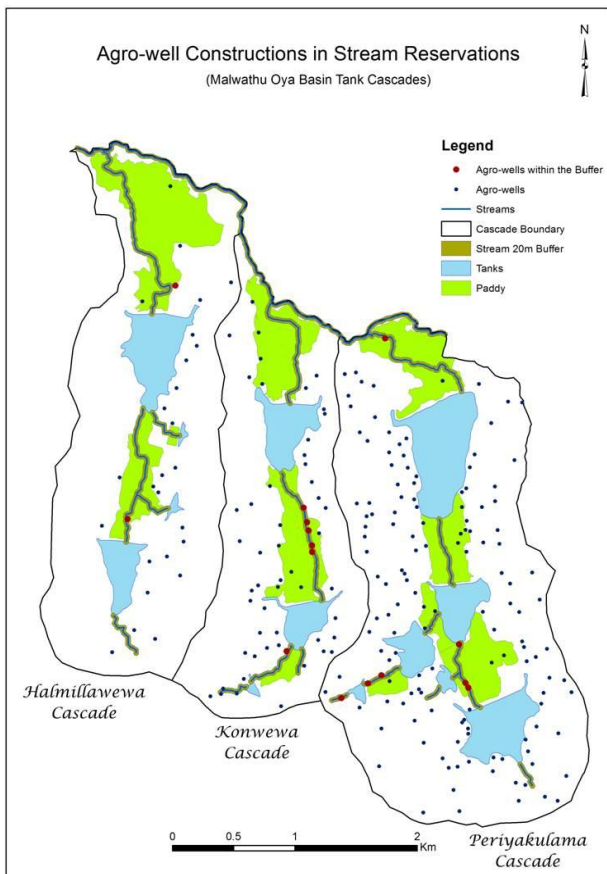 Agro-well Constructions in Stream Reservations
(Malwathu Oya Basin Tank Cascades)
N
Legend
Agro-wells within the Buffer
Agro-wells
Streams
Cascade Boundary
Stream 20m Buffer
Tanks
Paddy
Halmillawewa
Cascade
Konwewa
Cascade
Periyakulama
Cascade
0 0.5 1 2
Km